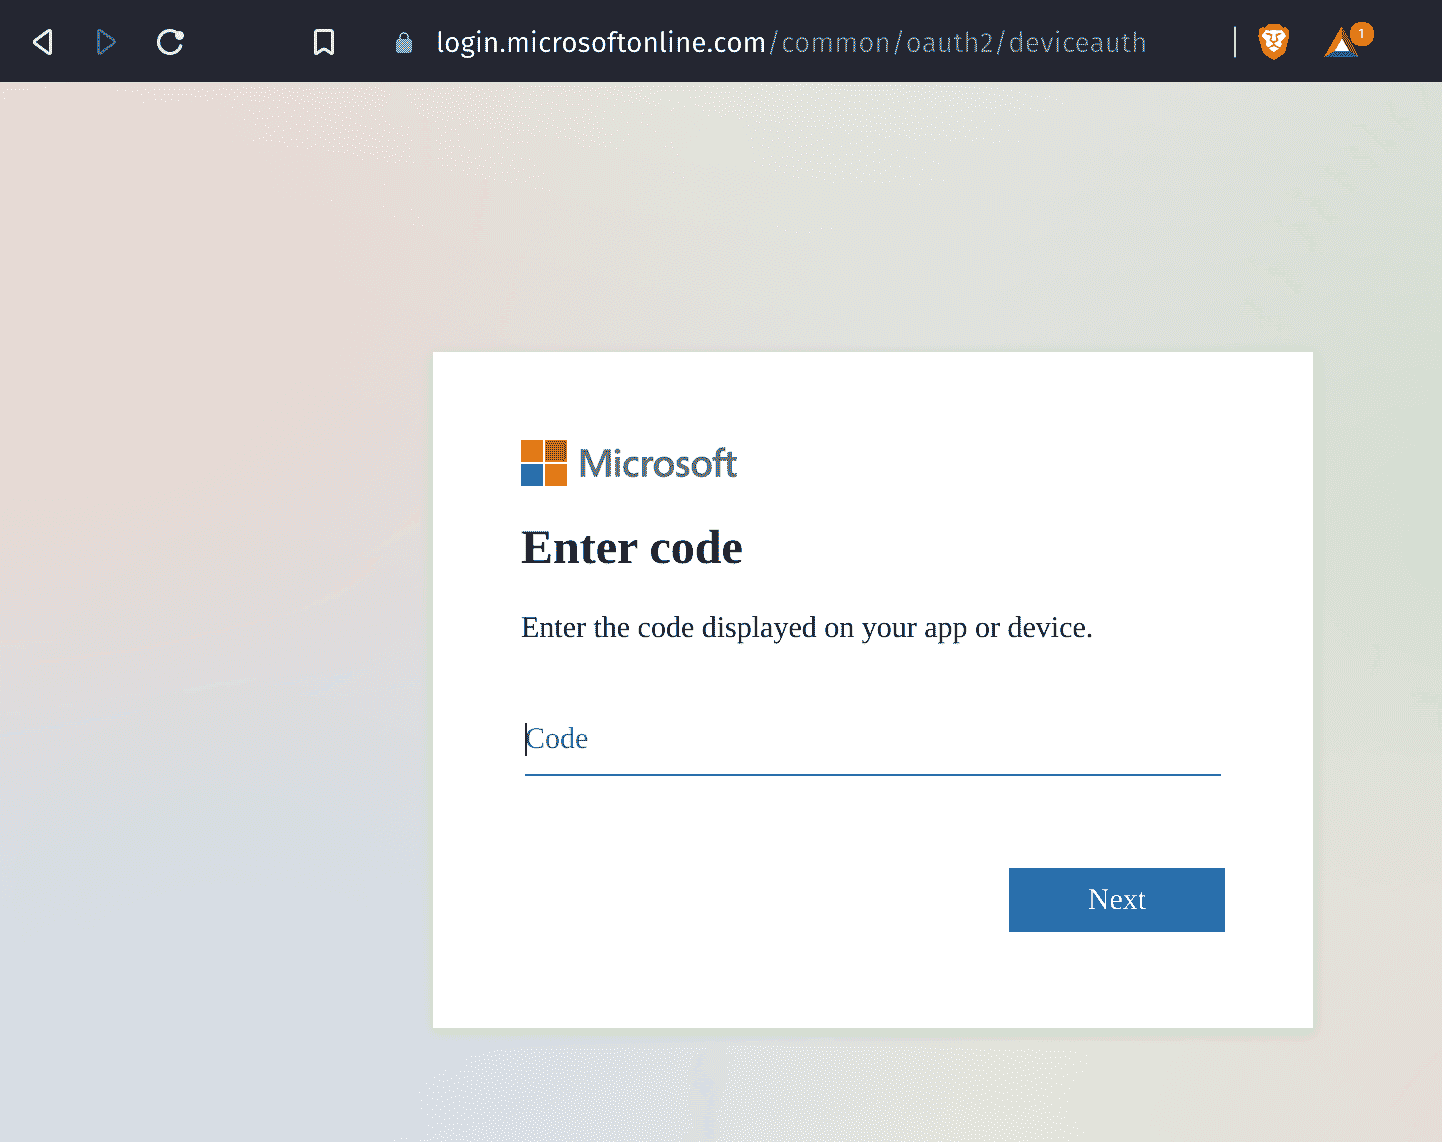 login.microsoftonline.com/common/oauth2/deviceauth
1
Microsoft
Enter code
Enter the code displayed on your app or device.
Code
Next